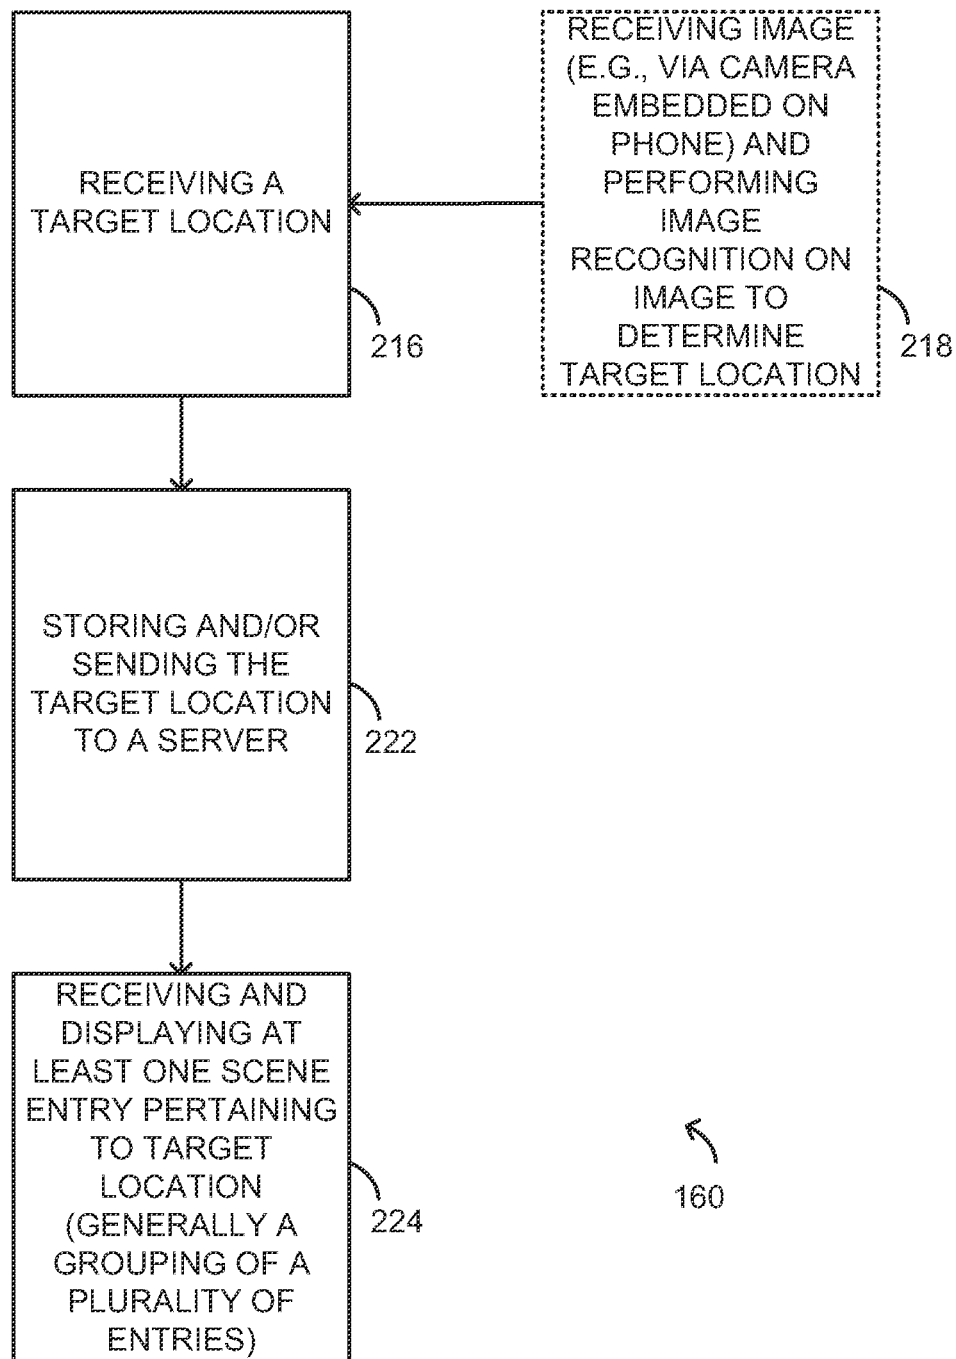 RECEIVING A
TARGET LOCATION
216
RECEIVING IMAGE
(E.G., VIA CAMERA
EMBEDDED ON
PHONE) AND
PERFORMING
IMAGE
RECOGNITION ON
IMAGE TO
DETERMINE
TARGET LOCATION
218
STORING AND/OR
SENDING THE
TARGET LOCATION
TO A SERVER
222
RECEIVING AND
DISPLAYING AT
LEAST ONE SCENE
ENTRY PERTAINING
TO TARGET
LOCATION
(GENERALLY A
GROUPING OF A
PLURALITY OF
ENTRIES)
224
160